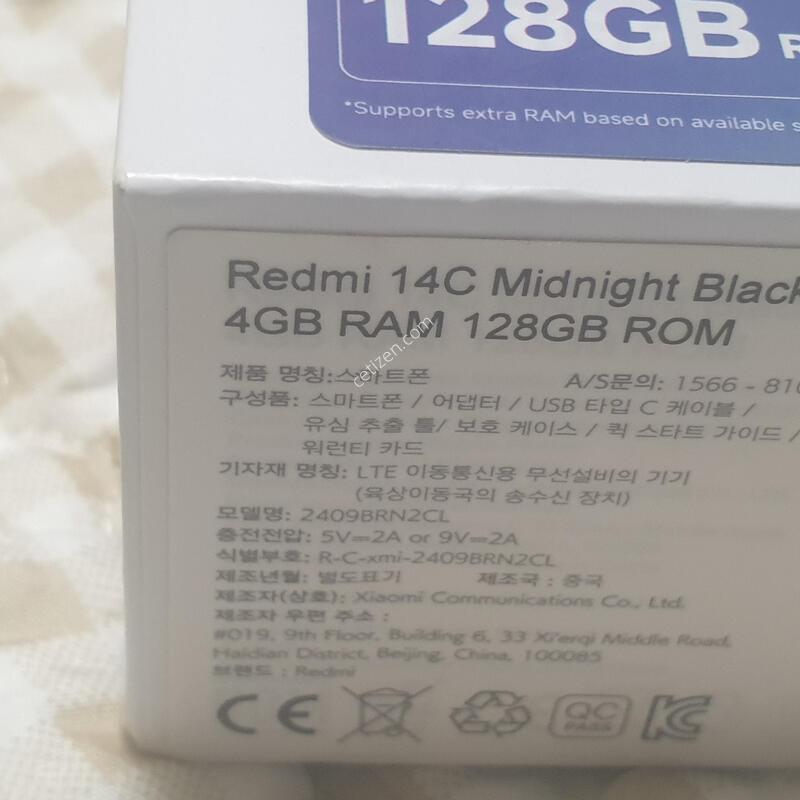 128GB
*Supports extra RAM based on available
Redmi 14C Midnight Black
4GB RAM 128GB ROM
제품 명칭:스마트폰 A/S문의: 1566 - 810
구성품: 스마트폰 / 어댑터 / USB 타입 C 케이블 /
유심 추출 툴/ 보호 케이스 / 퀵 스타트 가이드 /
워런티 카드
기자재 명칭: LTE 이동통신용 무선설비의 기기
(육상이동국의 송수신 장치)
모델명: 2409BRN2CL
충전전압: 5V⎓2A or 9V⎓2A
식별부호: R-C-xmi-2409BRN2CL
제조년월: 별도표기 제조국 : 중국
제조자(상호): Xiaomi Communications Co., Ltd.
제조자 우편 주소 :
#019, 9th Floor, Building 6, 33 Xi'erqi Middle Road,
Haidian District, Beijing, China, 100085
브랜드 : Redmi
CE
QC
PASS
cetizen.com